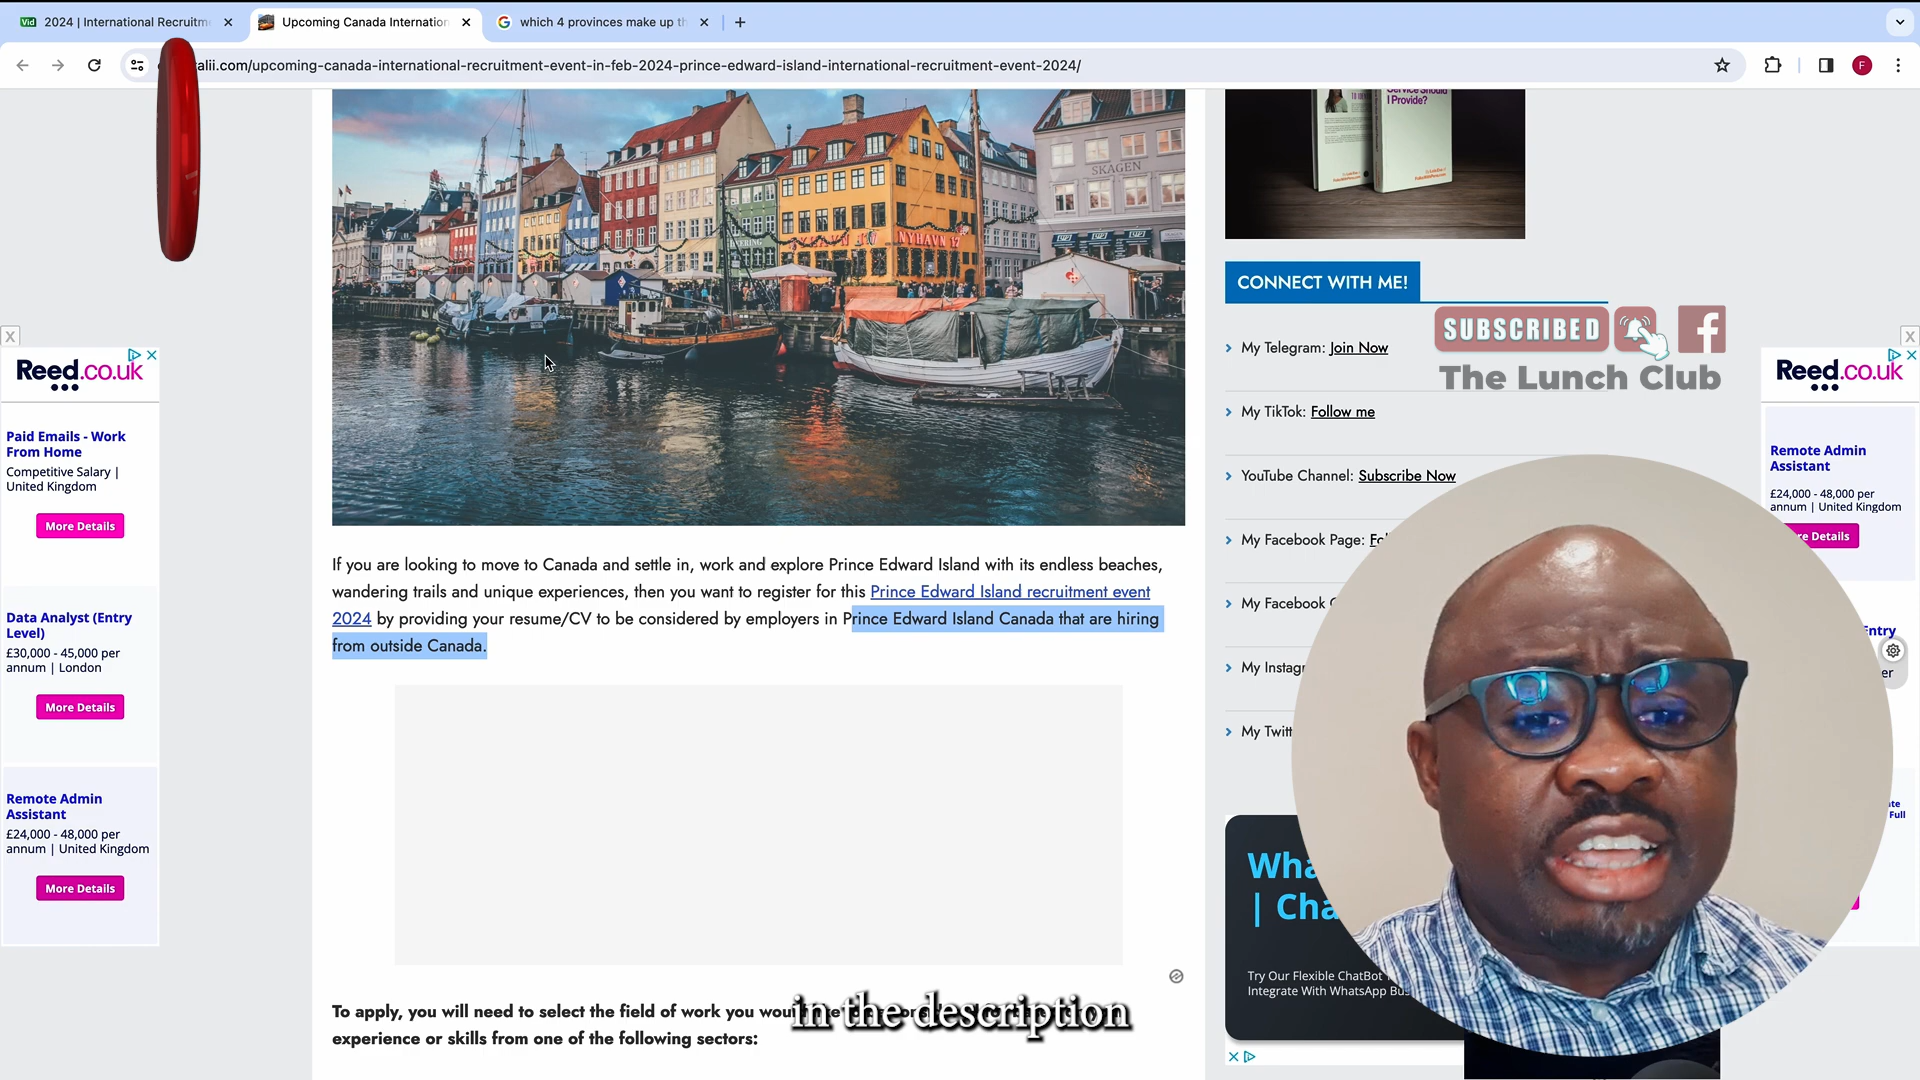 2024 | International Recruitm
Upcoming Canada Internation
which 4 provinces make up th
alii.com/upcoming-canada-international-recruitment-event-in-feb-2024-prince-edward-island-international-recruitment-event-2024/
F
SKAGEN
NYHAVN 17
Service Should
I Provide?
CONNECT WITH ME!
SUBSCRIBED
The Lunch Club
My Telegram: Join Now
My TikTok: Follow me
YouTube Channel: Subscribe Now
My Facebook Page:
My Facebook
My
My
Reed.co.uk
Paid Emails - Work
From Home
Competitive Salary |
United Kingdom
More Details
Data Analyst (Entry
Level)
£30,000 - 45,000 per
annum | London
More Details
Remote Admin
Assistant
£24,000 - 48,000 per
annum | United Kingdom
More Details
If you are looking to move to Canada and settle in, work and explore Prince Edward Island with its endless beaches,
wandering trails and unique experiences, then you want to register for this Prince Edward Island recruitment event
2024 by providing your resume/CV to be considered by employers in Prince Edward Island Canada that are hiring
from outside Canada.
To apply, you will need to select the field of work you
experience or skills from one of the following sectors:
in the description
Try Our Flexible ChatBot
Integrate With WhatsApp
Reed.co.uk
Remote Admin
Assistant
£24,000 - 48,000 per
annum | United Kingdom
Details